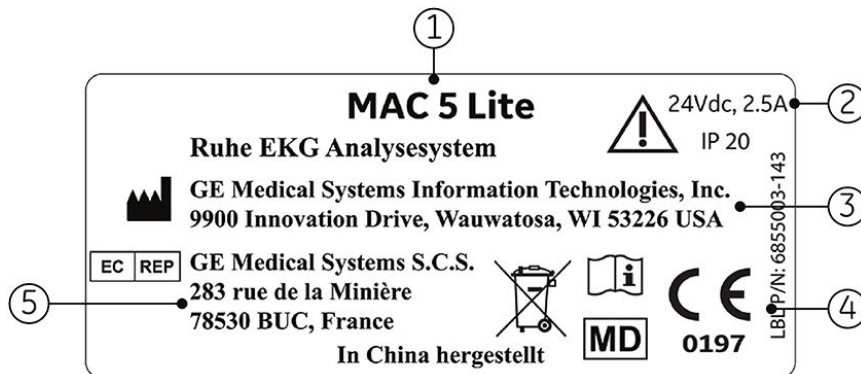 1
MAC 5 Lite
24Vdc, 2.5A
2
IP 20
Ruhe EKG Analysesystem
GE Medical Systems Information Technologies, Inc.
9900 Innovation Drive, Wauwatosa, WI 53226 USA
3
EC REP
GE Medical Systems S.C.S.
283 rue de la Minière
78530 BUC, France
5
In China hergestellt
i
MD
CE
0197
LBL P/N: 6855003-143
4